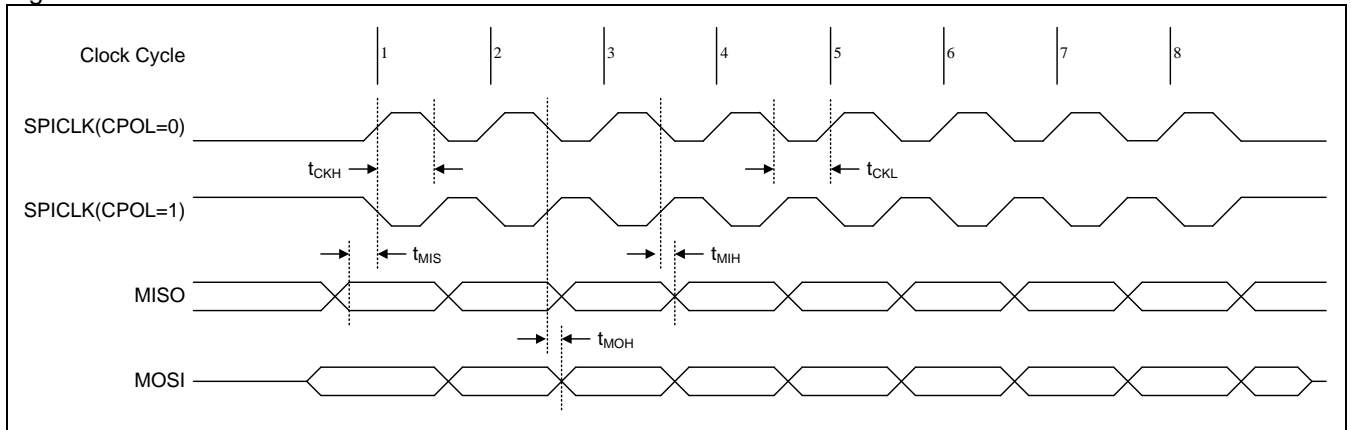 Clock Cycle 1 2 3 4 5 6 7 8
SPICLK(CPOL=0)
tCKH tCKL
SPICLK(CPOL=1)
tMIS tMIH
MISO
tMOH
MOSI